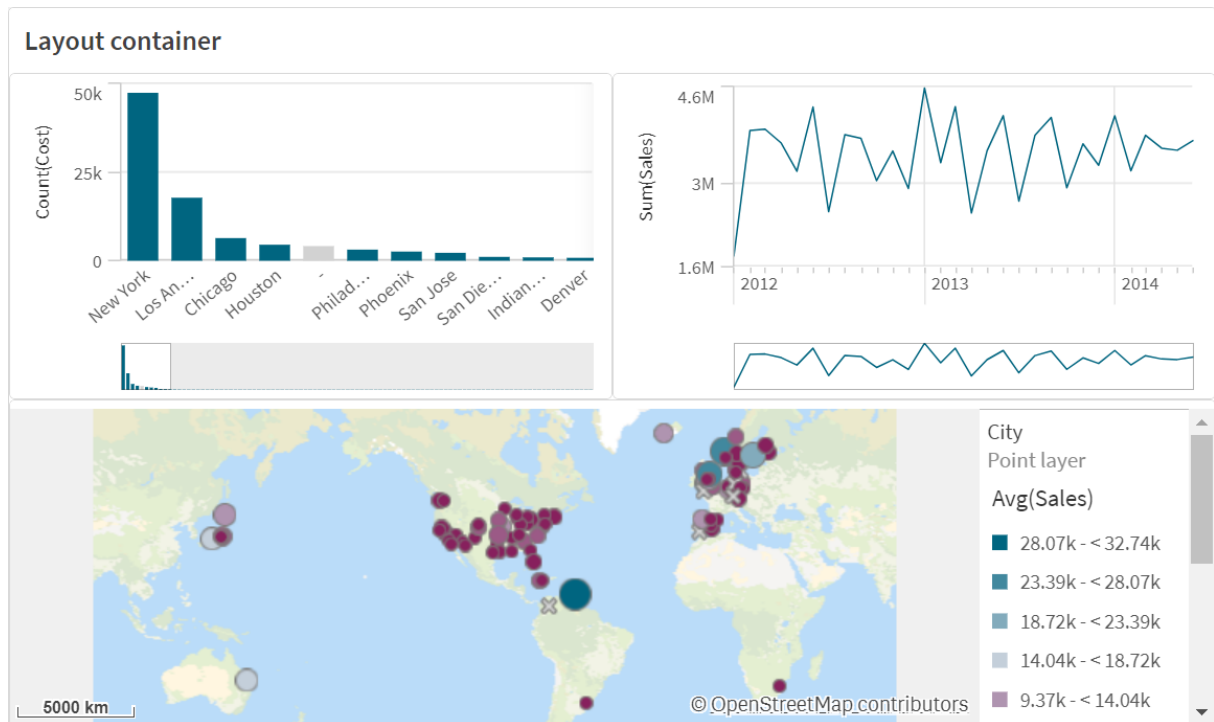 Layout container
50k
25k
0
Count(Cost)
New York
Los An...
Chicago
Houston
-
Philad...
Phoenix
San Jose
San Die...
Indian...
Denver
4.6M
3M
1.6M
Sum(Sales)
2012
2013
2014
5000 km
© OpenStreetMap contributors
City
Point layer
Avg(Sales)
28.07k - < 32.74k
23.39k - < 28.07k
18.72k - < 23.39k
14.04k - < 18.72k
9.37k - < 14.04k